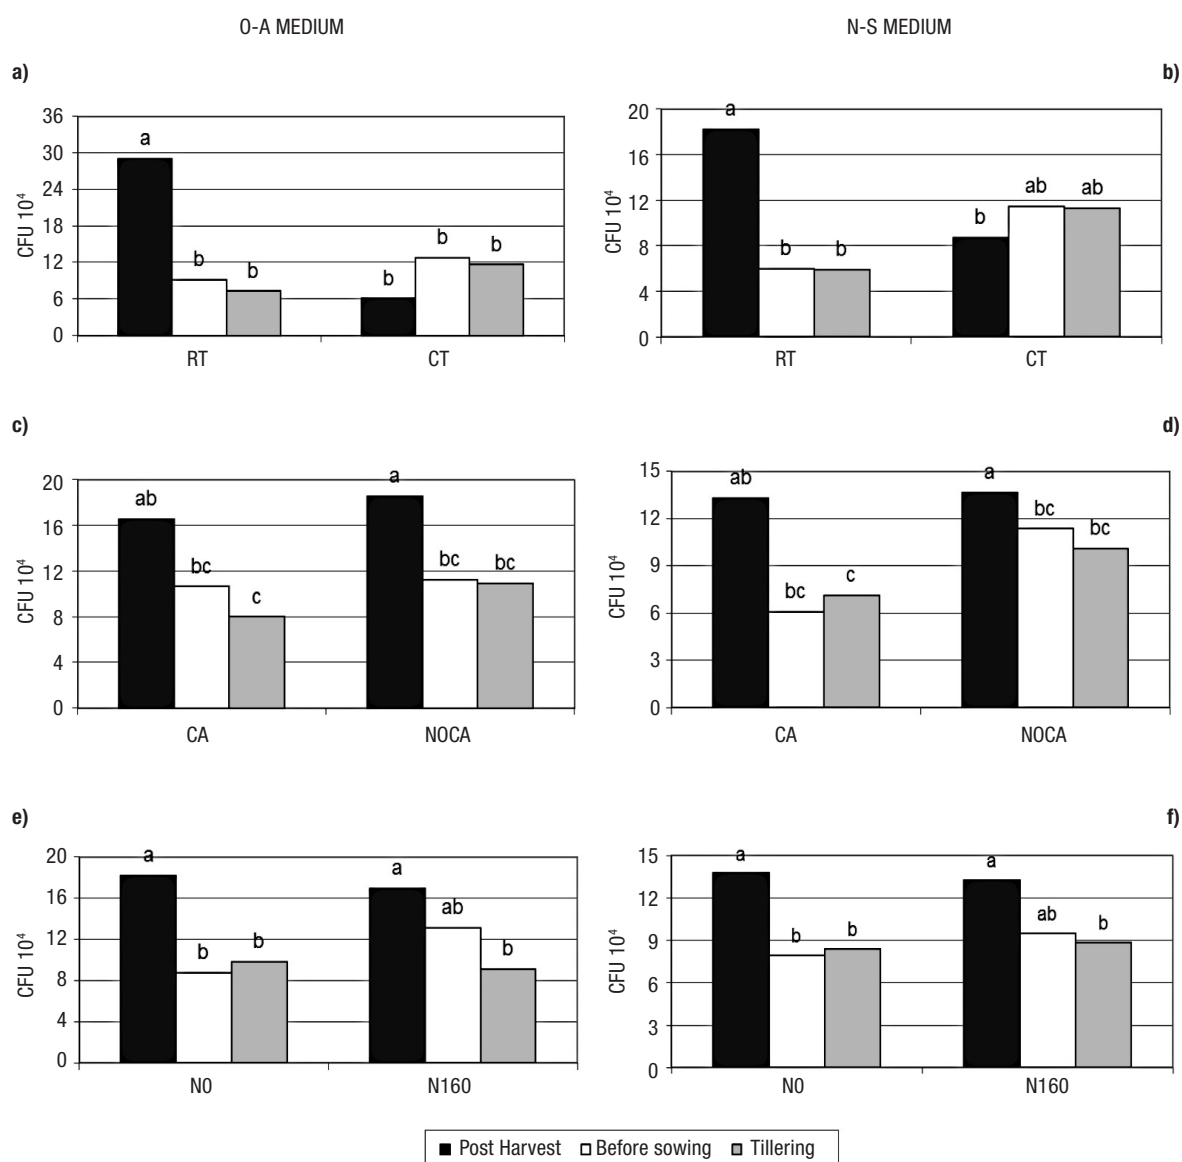 O-A MEDIUM N-S MEDIUM
a) b)
36
30
24
18
12
6
0
CFU 10⁴
a
b
b
b
b
b
RT CT
20
16
12
8
4
0
CFU 10⁴
a
b
b
b
ab
ab
RT CT
c) d)
20
16
12
8
4
0
CFU 10⁴
ab
bc
c
a
bc
bc
CA NOCA
15
12
9
6
3
0
CFU 10⁴
ab
bc
c
a
bc
bc
CA NOCA
e) f)
20
16
12
8
4
0
CFU 10⁴
a
b
b
a
ab
b
N0 N160
15
12
9
6
3
0
CFU 10⁴
a
b
b
a
ab
b
N0 N160
Post Harvest Before sowing Tillering